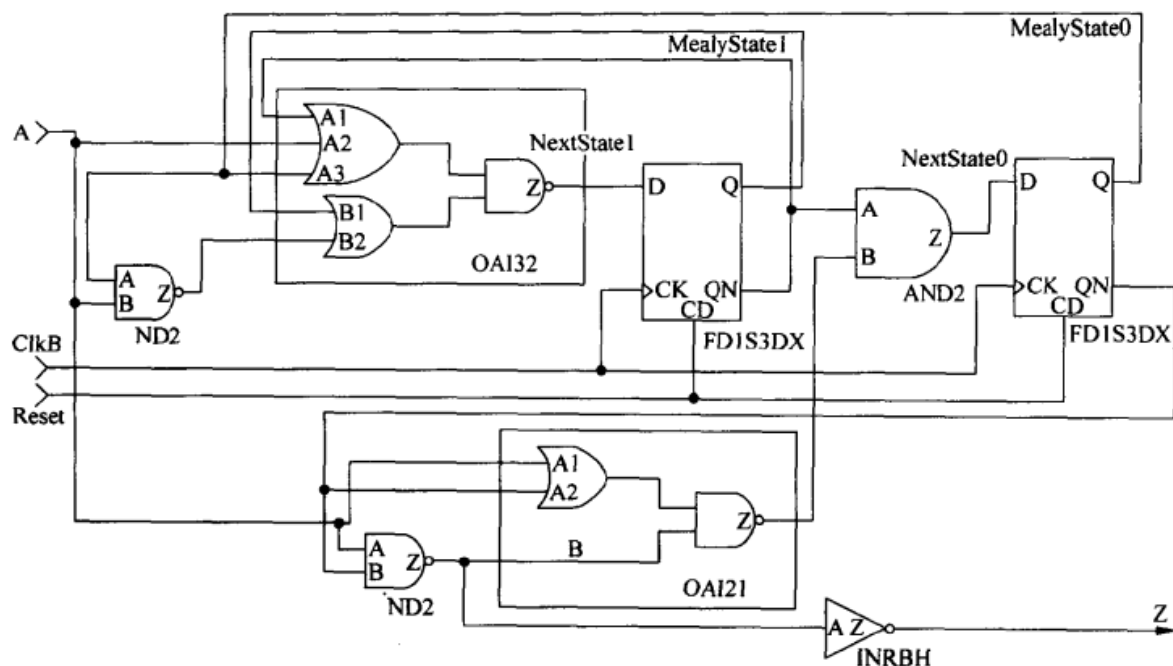 MealyState1
MealyState0
A
A1
A2
A3
B1
B2
Z
OAI32
NextState1
D
Q
CK
QN
CD
FD1S3DX
A
B
Z
AND2
NextState0
D
Q
CK
QN
CD
FD1S3DX
A
B
Z
ND2
ClkB
Reset
A1
A2
Z
B
OAI21
A
B
Z
ND2
A Z
INRBH
Z